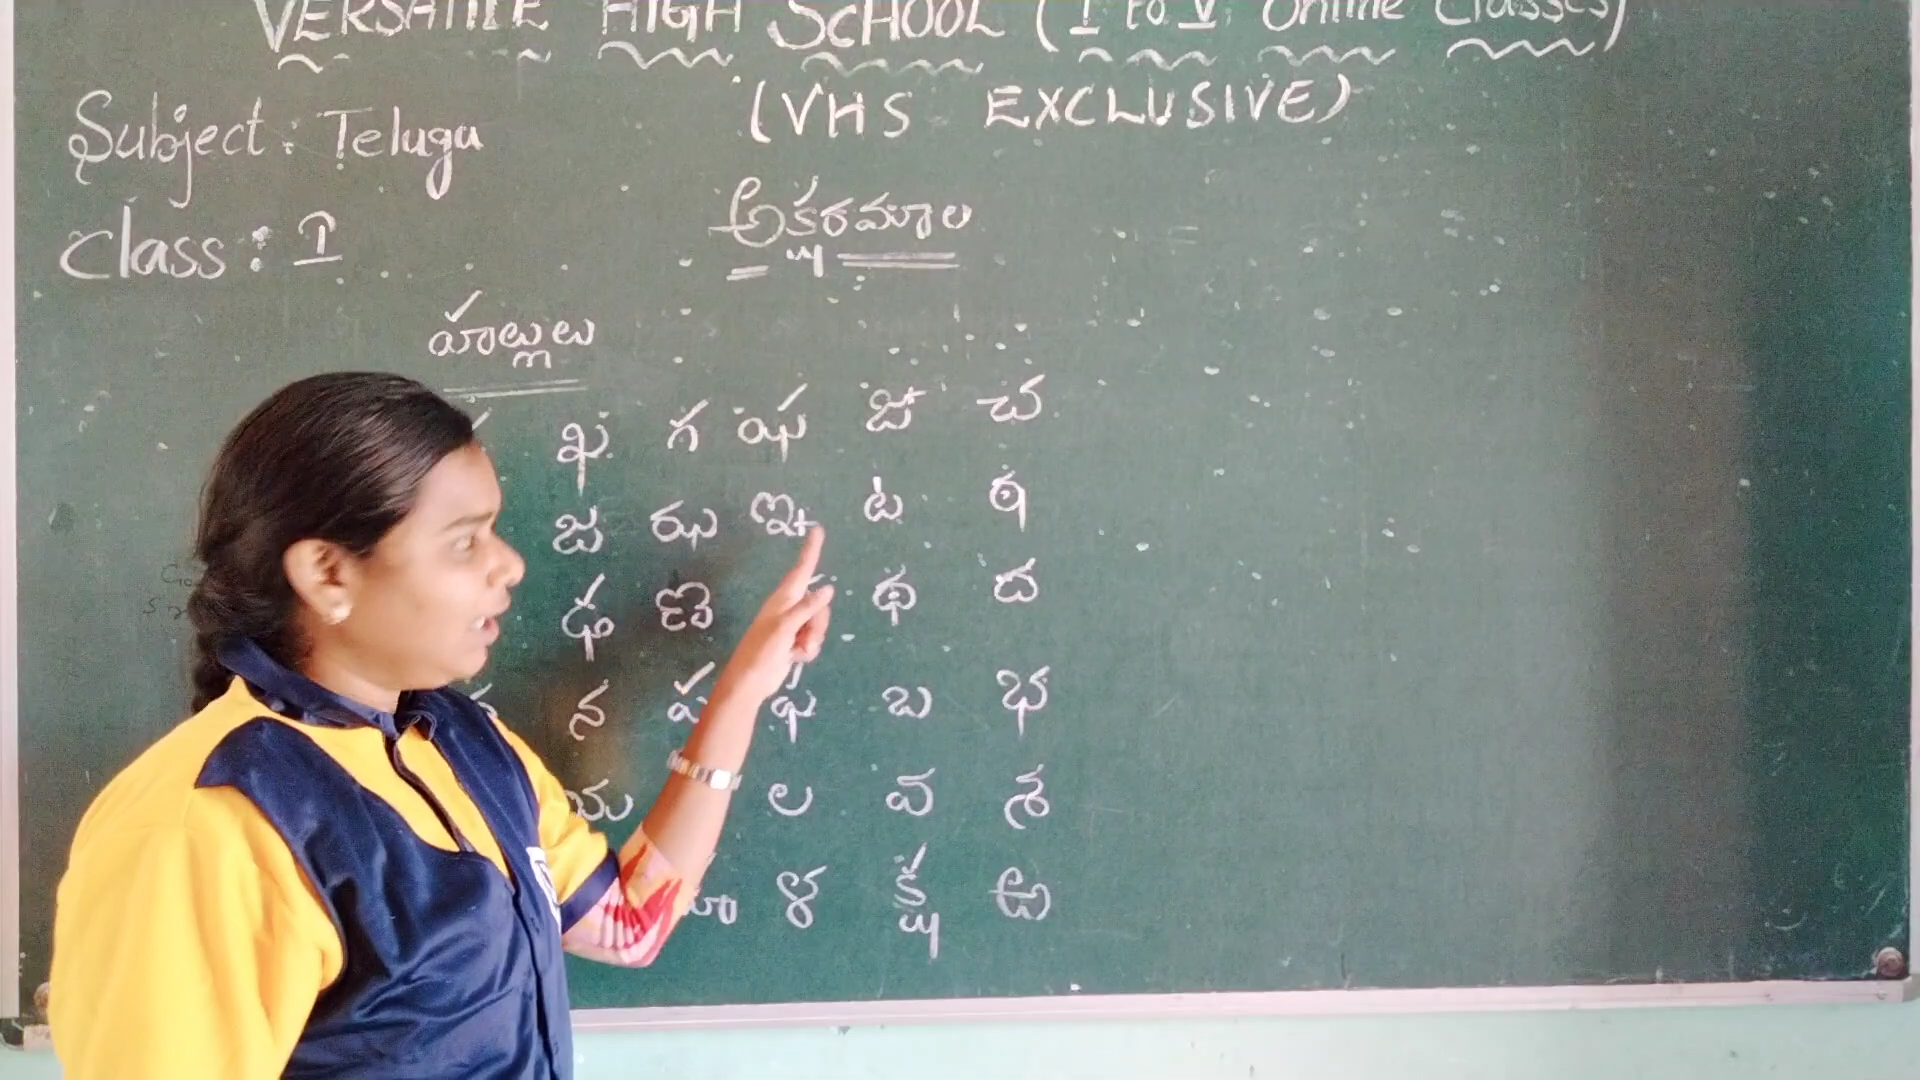 VERSATILE HIGH SCHOOL (I to V, Online Classes)
(VHS EXCLUSIVE)
Subject: Telugu
Class: I
అక్షరమాల
హల్లులు
ఖ గ ఘ జ చ
జ ఝ ఞ ట ఠ
ఢ ణ థ ద
న ప ఫ బ భ
య ల వ శ
హ ళ క్ష ఱ